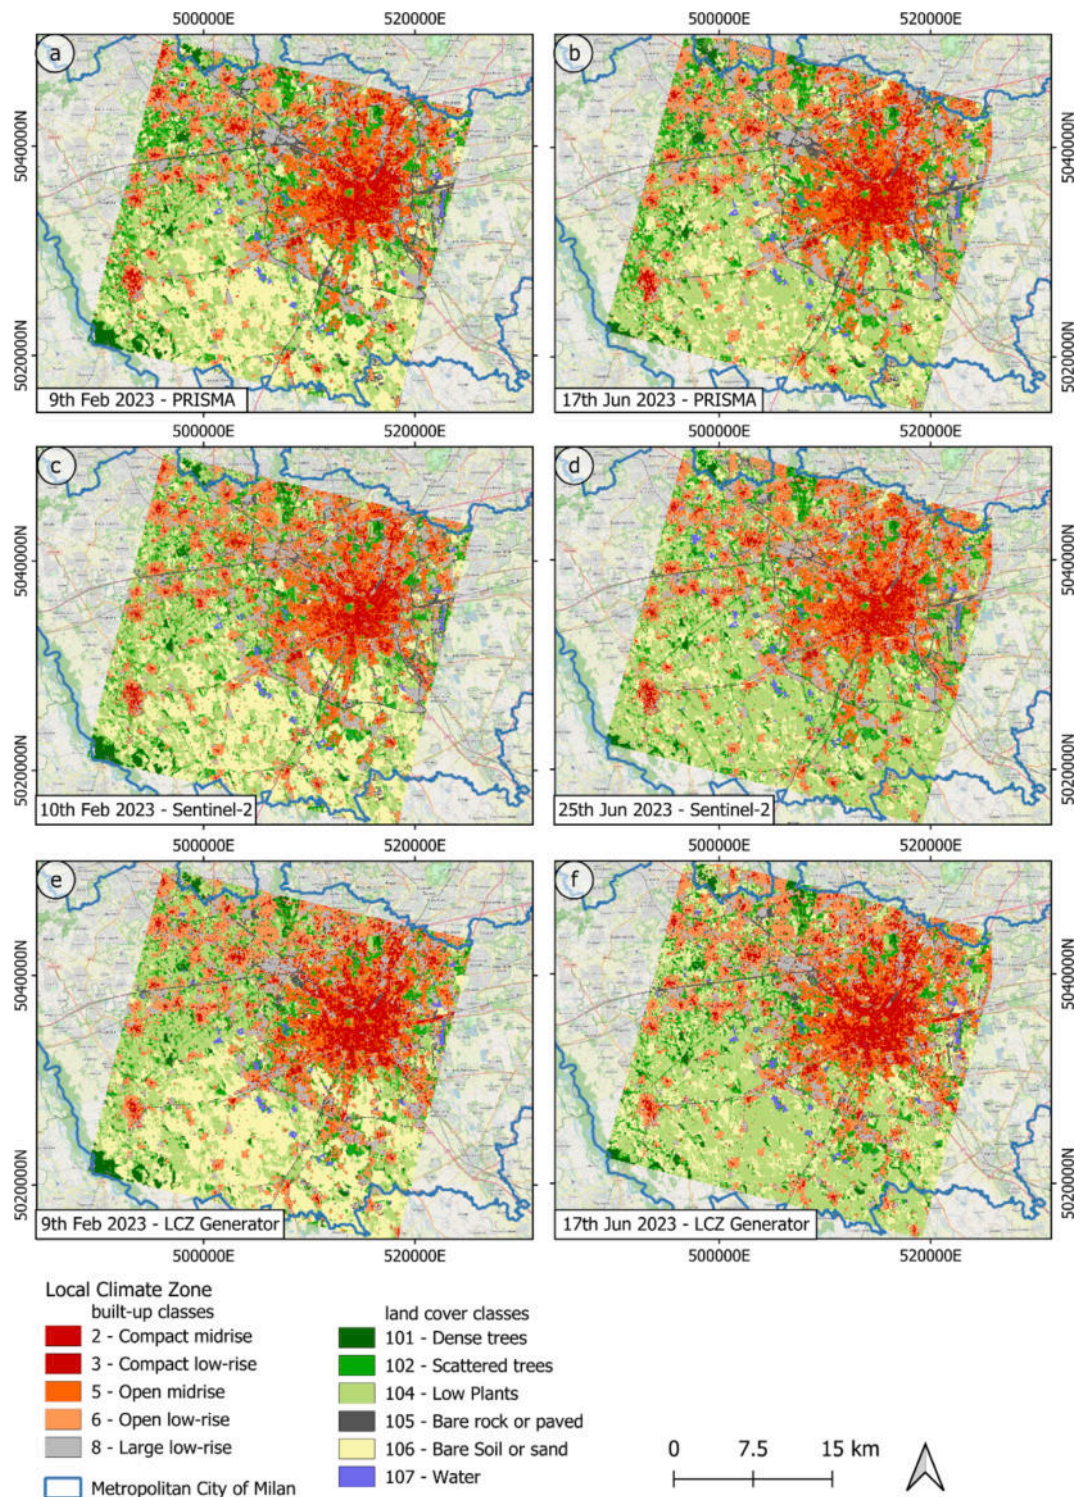 500000E 520000E 500000E 520000E
a
b
5040000N
5020000N
5040000N
5020000N
9th Feb 2023 - PRISMA
17th Jun 2023 - PRISMA
500000E 520000E 500000E 520000E
c
d
5040000N
5020000N
5040000N
5020000N
10th Feb 2023 - Sentinel-2
25th Jun 2023 - Sentinel-2
500000E 520000E 500000E 520000E
e
f
5040000N
5020000N
5040000N
5020000N
9th Feb 2023 - LCZ Generator
17th Jun 2023 - LCZ Generator
500000E 520000E 500000E 520000E
Local Climate Zone
built-up classes
2 - Compact midrise
3 - Compact low-rise
5 - Open midrise
6 - Open low-rise
8 - Large low-rise
Metropolitan City of Milan
land cover classes
101 - Dense trees
102 - Scattered trees
104 - Low Plants
105 - Bare rock or paved
106 - Bare Soil or sand
107 - Water
0 7.5 15 km